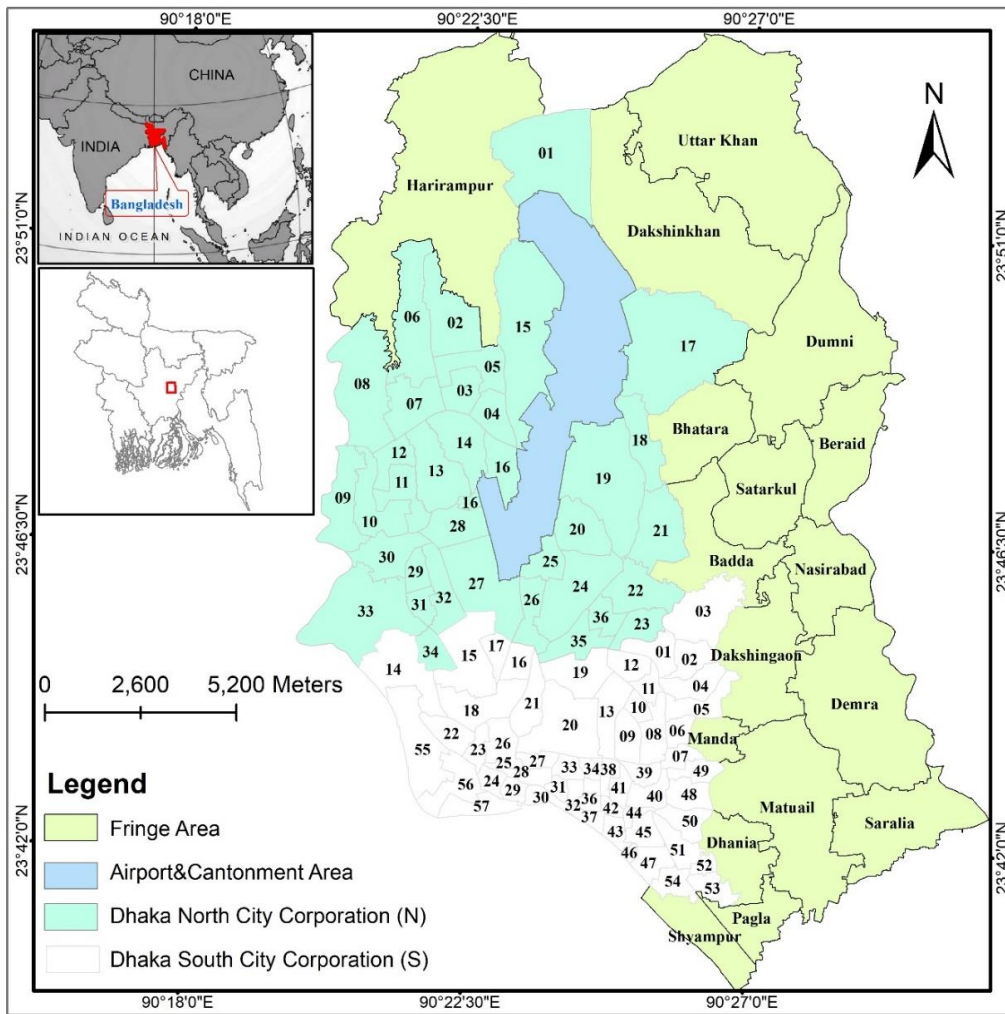 90°18'0"E 90°22'30"E 90°27'0"E
CHINA
INDIA
Bangladesh
INDIAN OCEAN
N
23°51'0"N
23°51'0"N
23°46'30"N
23°46'30"N
23°42'0"N
23°42'0"N
Uttar Khan
01
Harirampur
Dakshinkhan
06
02
15
17
Dumni
08
05
03
07
04
Bhatara
Beraid
18
14
12
13
16
19
11
Satarkul
09
16
10
28
20
21
30
25
Badda
Nasirabad
29
27
24
22
33
31
32
26
36
23
03
34
35
14
15
17
16
19
12
01
02
Dakshingaon
11
04
18
21
20
13
10
05
Demra
22
55
23
26
09
08
06
Manda
07
25
28
27
33
34
38
39
49
56
24
29
31
41
57
30
32
36
42
40
48
Matuail
37
44
50
43
45
Dhania
Saralia
46
47
51
52
54
53
Pagla
Shyampur
0 2,600 5,200 Meters
Legend
Fringe Area
Airport&Cantonment Area
Dhaka North City Corporation (N)
Dhaka South City Corporation (S)
90°18'0"E 90°22'30"E 90°27'0"E